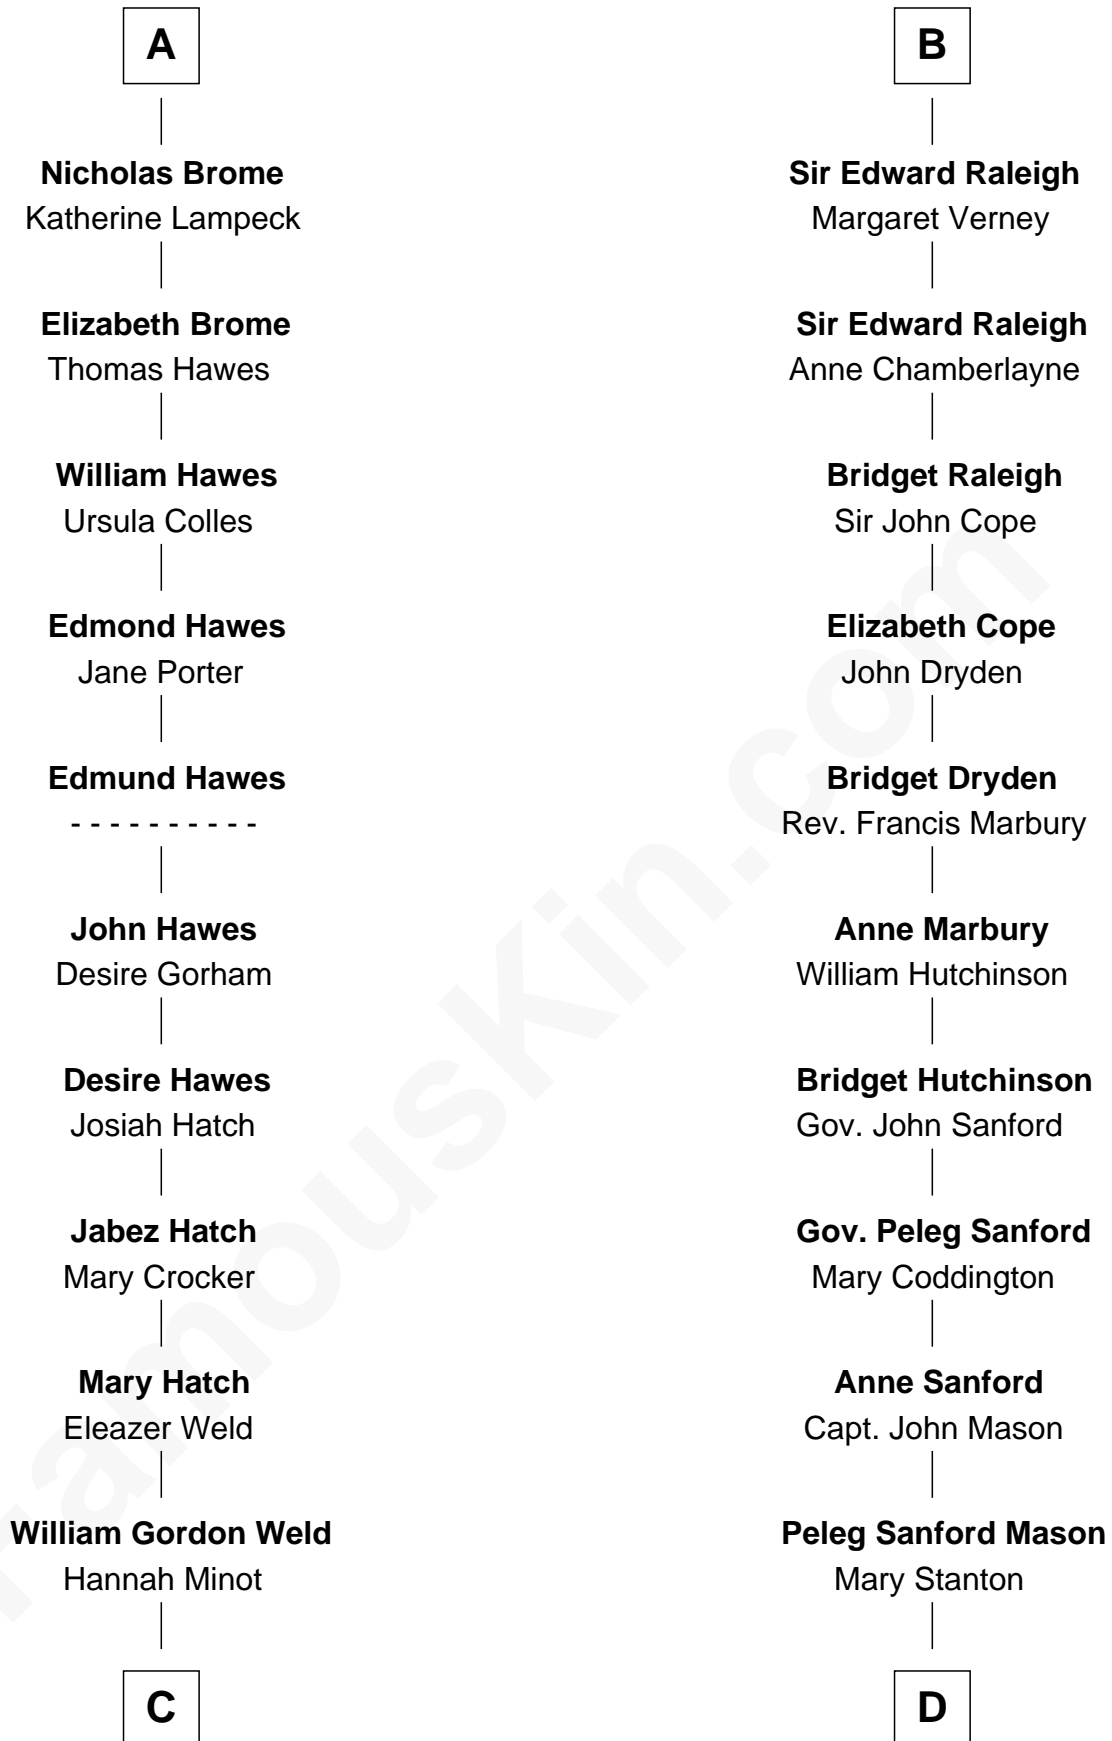 A
Nicholas Brome
Katherine Lampeck
Elizabeth Brome
Thomas Hawes
William Hawes
Ursula Colles
Edmond Hawes
Jane Porter
Edmund Hawes
- - - - - - - - - -
John Hawes
Desire Gorham
Desire Hawes
Josiah Hatch
Jabez Hatch
Mary Crocker
Mary Hatch
Eleazer Weld
William Gordon Weld
Hannah Minot
C
B
Sir Edward Raleigh
Margaret Verney
Sir Edward Raleigh
Anne Chamberlayne
Bridget Raleigh
Sir John Cope
Elizabeth Cope
John Dryden
Bridget Dryden
Rev. Francis Marbury
Anne Marbury
William Hutchinson
Bridget Hutchinson
Gov. John Sanford
Gov. Peleg Sanford
Mary Coddington
Anne Sanford
Capt. John Mason
Peleg Sanford Mason
Mary Stanton
D
FamousKin.com